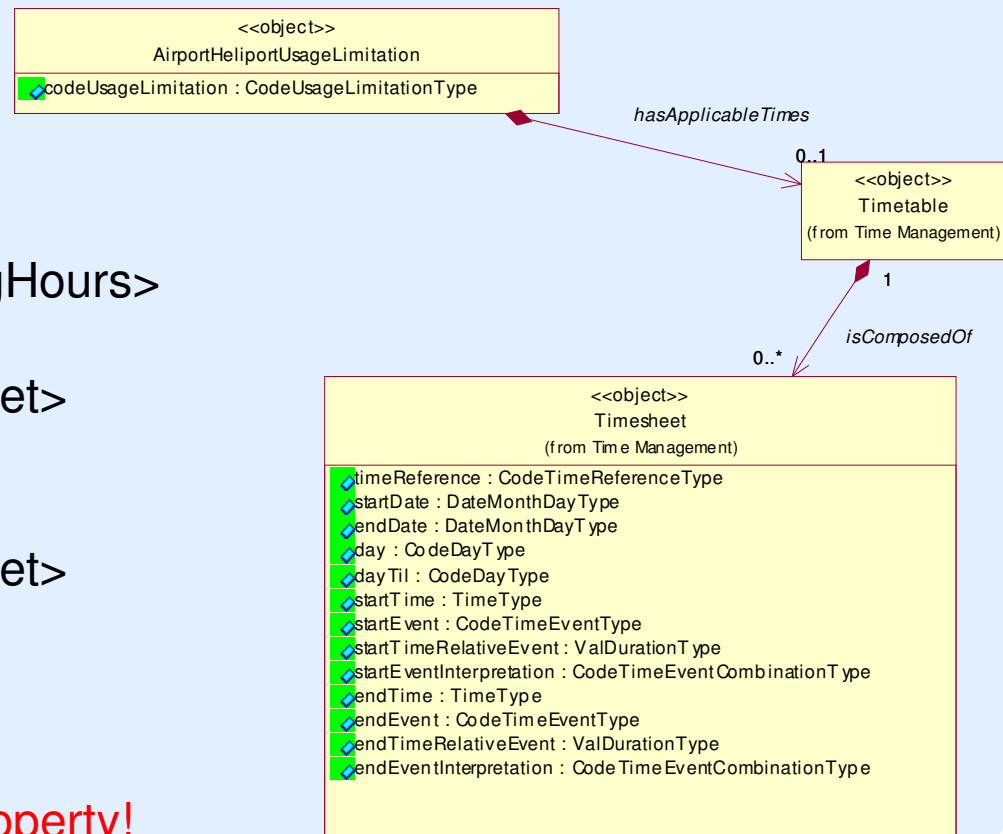 <<object>>
AirportHeliportUsageLimitation
codeUsageLimitation : CodeUsageLimitationType
hasApplicableTimes
0..1
<<object>>
Timetable
(from Time Management)
1
isComposedOf
0..*
gHours>
et>
et>
operty!
<<object>>
Timesheet
(from Time Management)
timeReference : CodeTimeReferenceType
startDate : DateMonthDayType
endDate : DateMonthDayType
day : CodeDayType
dayTil : CodeDayType
startTime : TimeType
startEvent : CodeTimeEventType
startTimeRelativeEvent : ValDurationType
startEventInterpretation : CodeTimeEventCombinationType
endTime : TimeType
endEvent : CodeTimeEventType
endTimeRelativeEvent : ValDurationType
endEventInterpretation : CodeTimeEventCombinationType